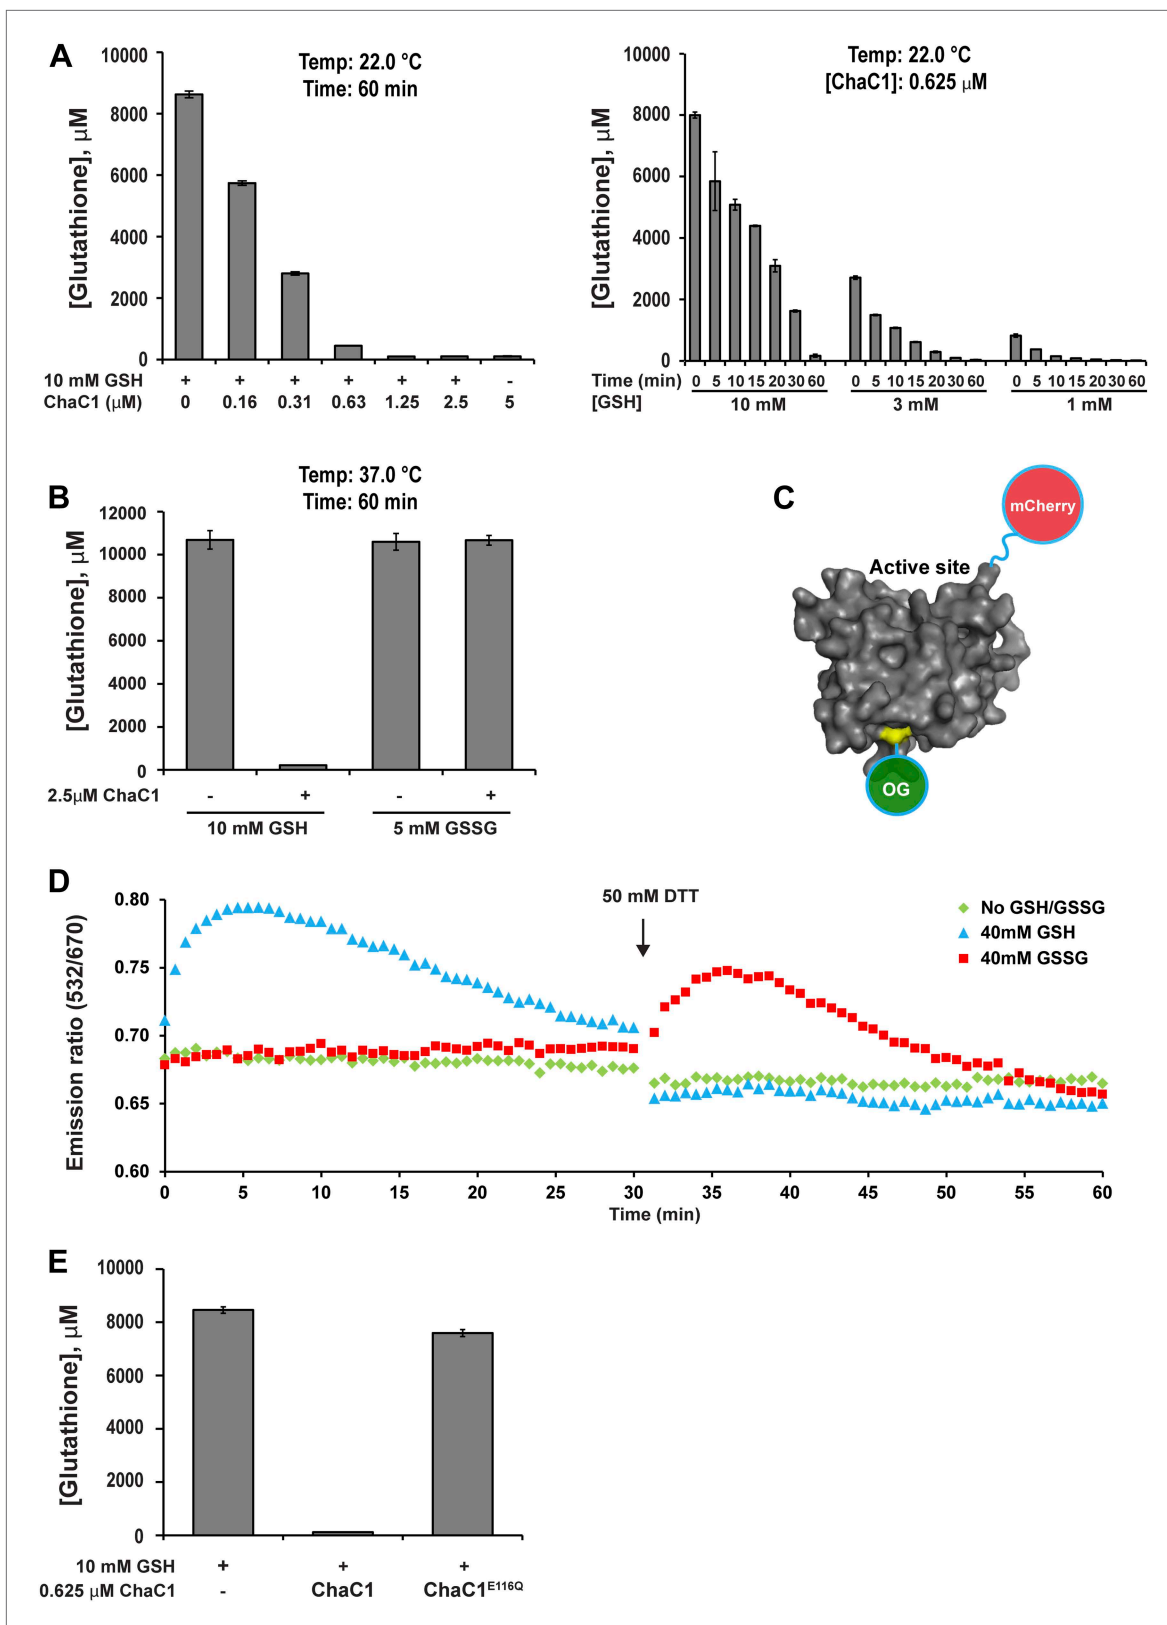 A
Temp: 22.0 °C
Time: 60 min
[Glutathione], μM
10000
8000
6000
4000
2000
0
10 mM GSH + + + + + + -
ChaC1 (μM) 0 0.16 0.31 0.63 1.25 2.5 5
Temp: 22.0 °C
[ChaC1]: 0.625 μM
[Glutathione], μM
10000
8000
6000
4000
2000
0
Time (min) 0 5 10 15 20 30 60 0 5 10 15 20 30 60 0 5 10 15 20 30 60
[GSH] 10 mM 3 mM 1 mM
B
Temp: 37.0 °C
Time: 60 min
[Glutathione], μM
12000
10000
8000
6000
4000
2000
0
2.5μM ChaC1 - + - +
10 mM GSH 5 mM GSSG
C
mCherry
Active site
OG
D
50 mM DTT
No GSH/GSSG
40mM GSH
40mM GSSG
Emission ratio (532/670)
0.80
0.75
0.70
0.65
0.60
0 5 10 15 20 25 30 35 40 45 50 55 60
Time (min)
E
[Glutathione], μM
10000
8000
6000
4000
2000
0
10 mM GSH + + +
0.625 μM ChaC1 - ChaC1 ChaC1E116Q